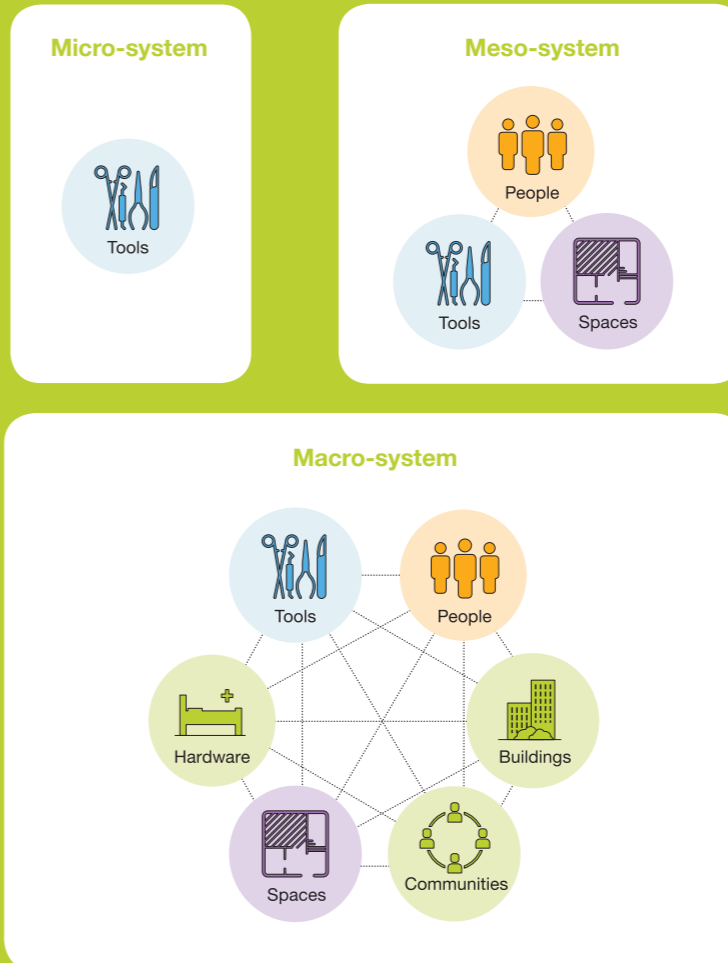 Micro-system
Tools
Meso-system
People
Tools
Spaces
Macro-system
Tools
People
Hardware
Buildings
Spaces
Communities